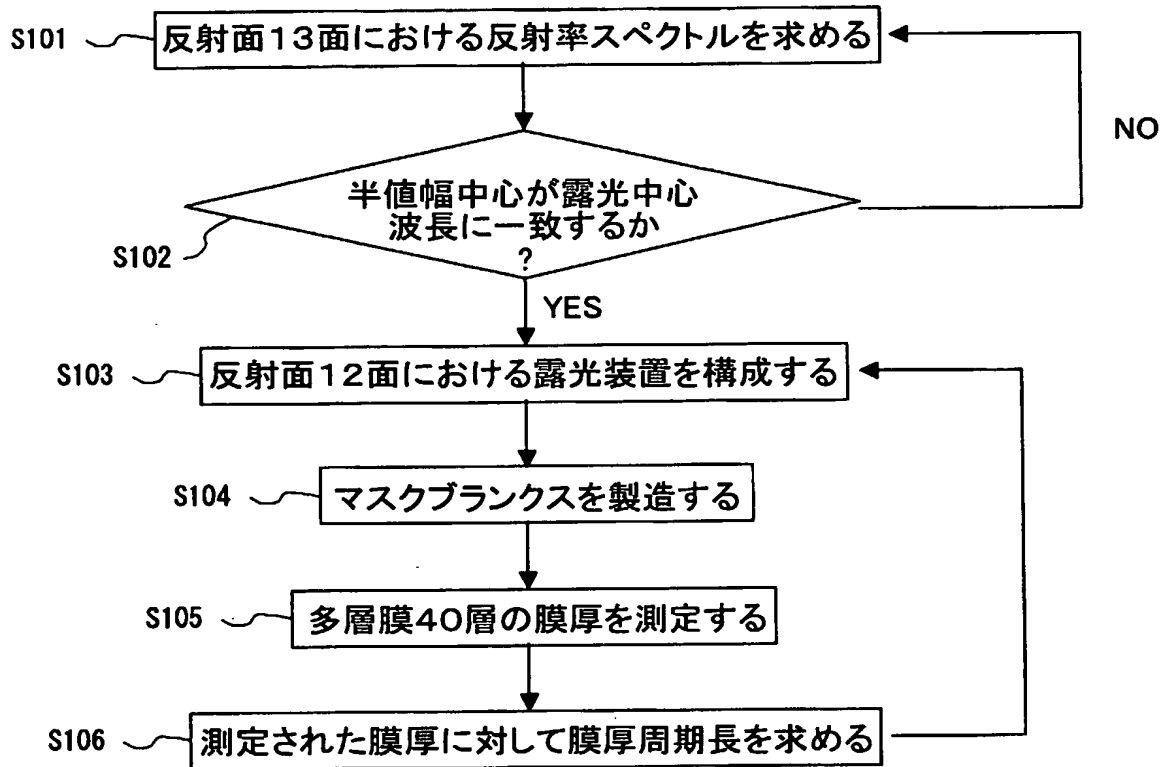 S101 反射面13面における反射率スペクトルを求める
NO
半値幅中心が露光中心
波長に一致するか
?
S102
YES
S103 反射面12面における露光装置を構成する
S104 マスクブランクスを製造する
S105 多層膜40層の膜厚を測定する
S106 測定された膜厚に対して膜厚周期長を求める